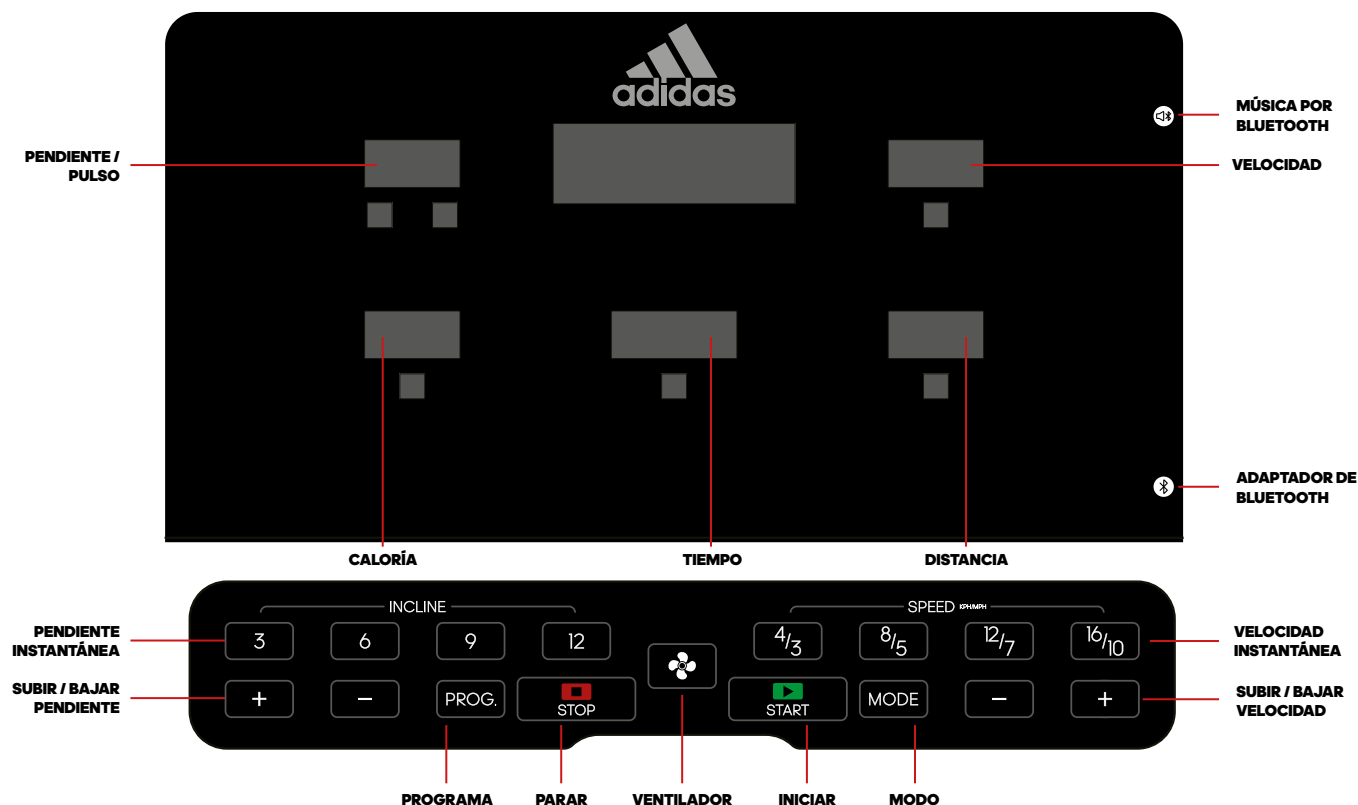 adidas
MÚSICA POR
BLUETOOTH
PENDIENTE /
PULSO
VELOCIDAD
ADAPTADOR DE
BLUETOOTH
CALORÍA
TIEMPO
DISTANCIA
INCLINE
SPEED KPH/MPH
PENDIENTE
INSTANTÁNEA
3
6
9
12
4/3
8/5
12/7
16/10
VELOCIDAD
INSTANTÁNEA
SUBIR / BAJAR
PENDIENTE
+
−
PROG.
STOP
START
MODE
−
+
SUBIR / BAJAR
VELOCIDAD
PROGRAMA
PARAR
VENTILADOR
INICIAR
MODO